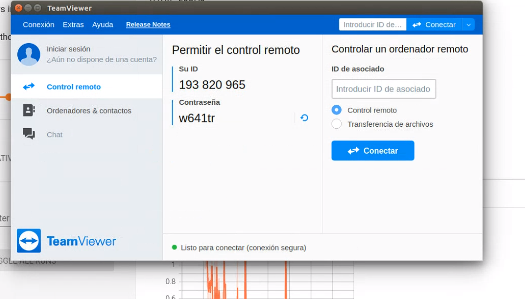 TeamViewer
Conexión Extras Ayuda Release Notes Introducir ID de... Conectar
Iniciar sesión
¿Aún no dispone de una cuenta?
Control remoto
Ordenadores & contactos
Chat
TeamViewer
Permitir el control remoto
Su ID
193 820 965
Contraseña
w641tr
Controlar un ordenador remoto
ID de asociado
Introducir ID de asociado
Control remoto
Transferencia de archivos
Conectar
Listo para conectar (conexión segura)
1
0.8
0.6